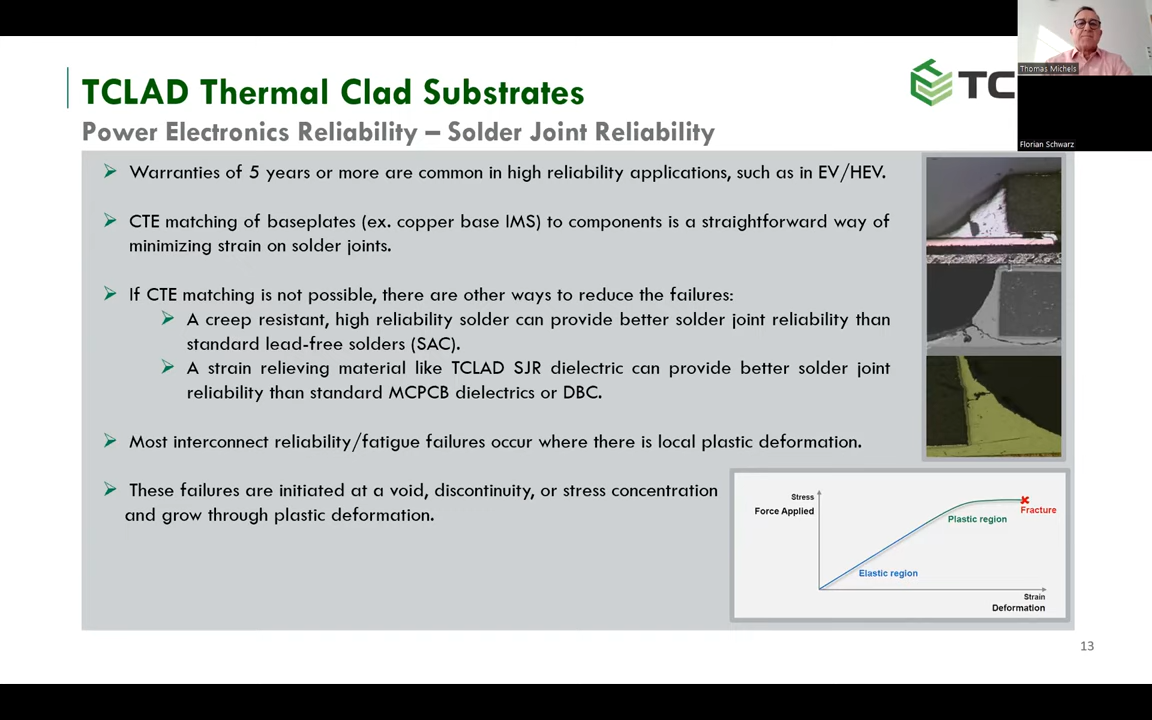 TCLAD Thermal Clad Substrates
Power Electronics Reliability – Solder Joint Reliability
TC
Thomas Michels
Florian Schwarz
➢ Warranties of 5 years or more are common in high reliability applications, such as in EV/HEV.
➢ CTE matching of baseplates (ex. copper base IMS) to components is a straightforward way of
minimizing strain on solder joints.
➢ If CTE matching is not possible, there are other ways to reduce the failures:
➢ A creep resistant, high reliability solder can provide better solder joint reliability than
standard lead-free solders (SAC).
➢ A strain relieving material like TCLAD SJR dielectric can provide better solder joint
reliability than standard MCPCB dielectrics or DBC.
➢ Most interconnect reliability/fatigue failures occur where there is local plastic deformation.
➢ These failures are initiated at a void, discontinuity, or stress concentration
and grow through plastic deformation.
Stress
Force Applied
Fracture
Plastic region
Elastic region
Strain
Deformation
13